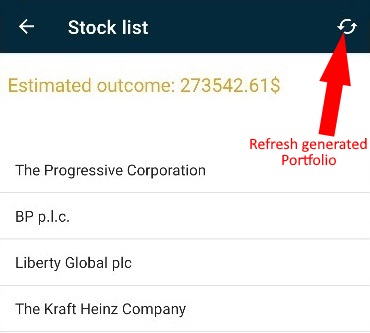 Stock list
Estimated outcome: 273542.61$
Refresh generated
Portfolio
The Progressive Corporation
BP p.l.c.
Liberty Global plc
The Kraft Heinz Company